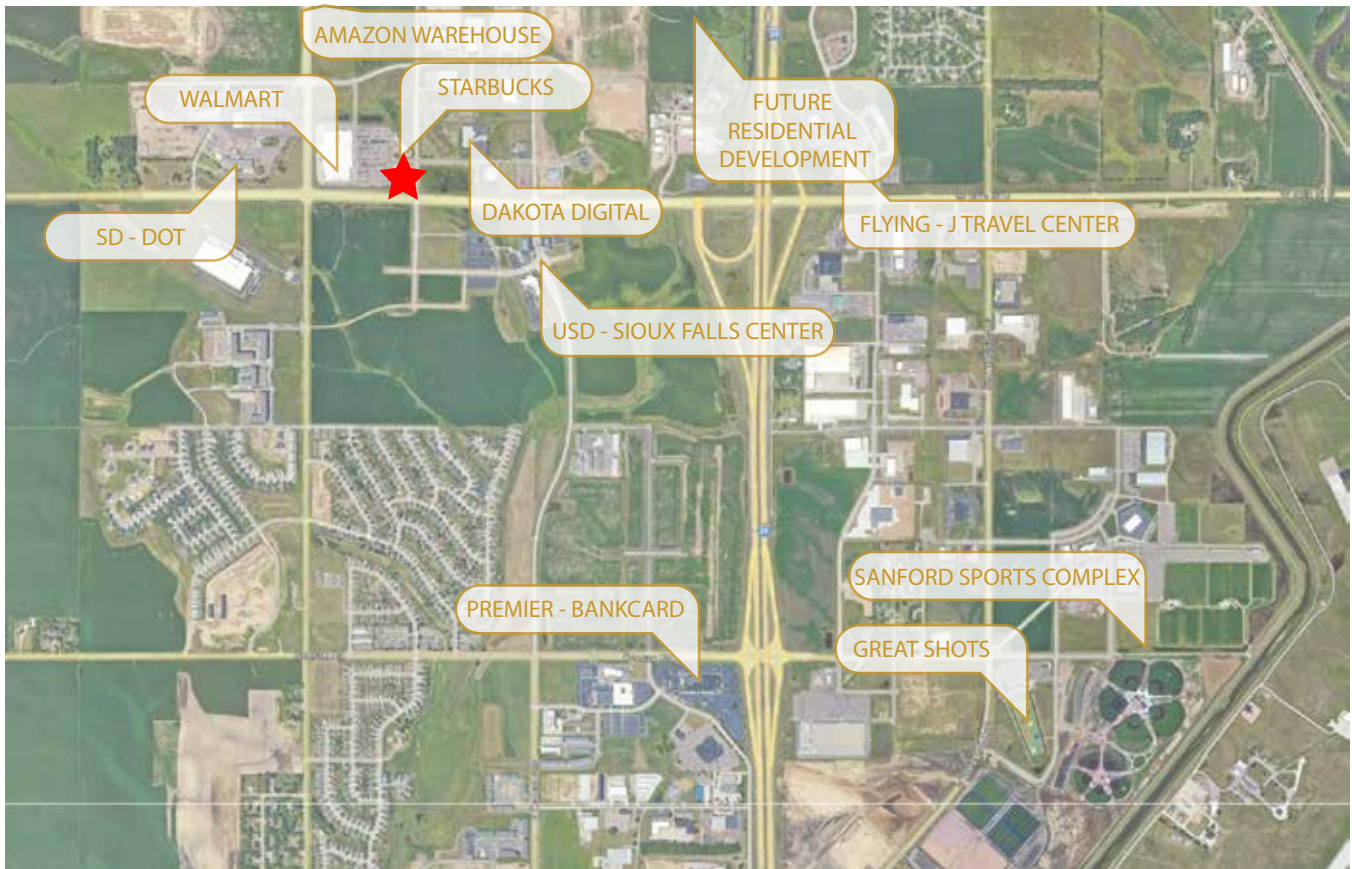 AMAZON WAREHOUSE
STARBUCKS
WALMART
FUTURE
RESIDENTIAL
DEVELOPMENT
DAKOTA DIGITAL
FLYING - J TRAVEL CENTER
SD - DOT
USD - SIOUX FALLS CENTER
SANFORD SPORTS COMPLEX
PREMIER - BANKCARD
GREAT SHOTS